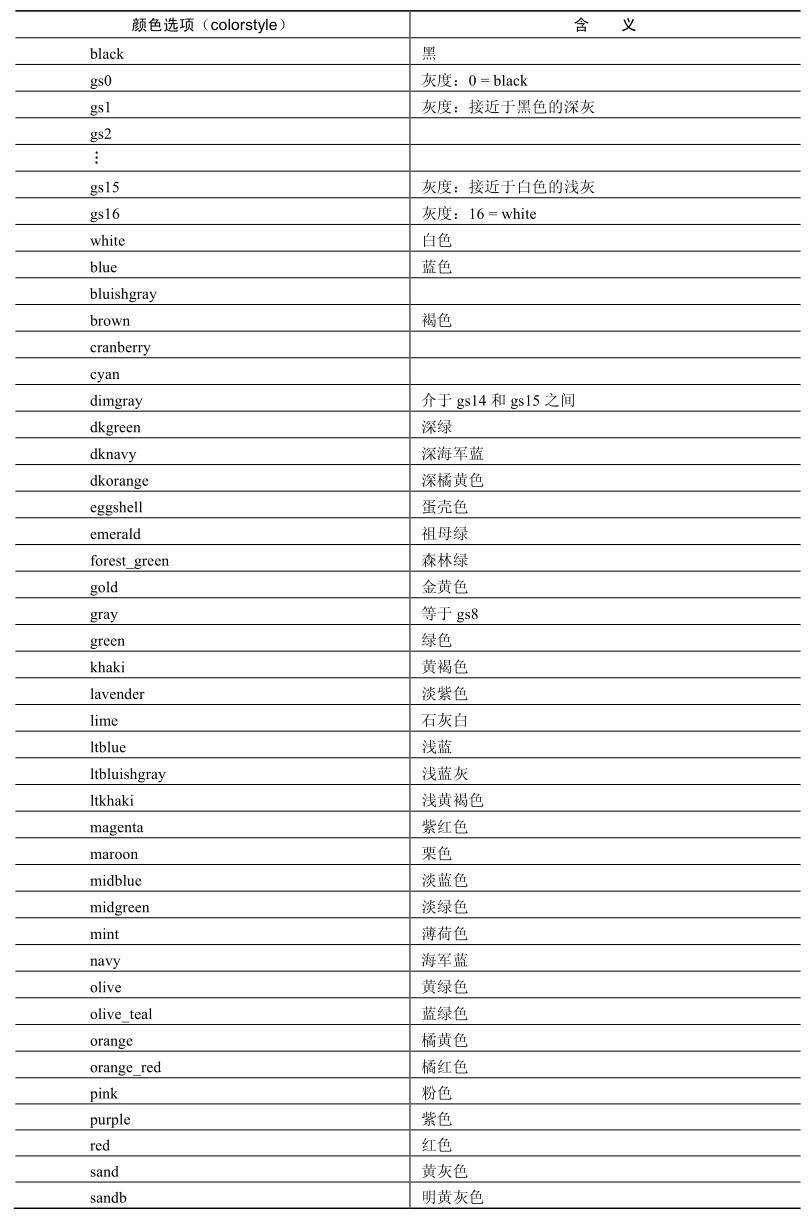 颜色选项（colorstyle） 含 义
black 黑
gs0 灰度：0 = black
gs1 灰度：接近于黑色的深灰
gs2
⋮
gs15 灰度：接近于白色的浅灰
gs16 灰度：16 = white
white 白色
blue 蓝色
bluishgray
brown 褐色
cranberry
cyan
dimgray 介于 gs14 和 gs15 之间
dkgreen 深绿
dknavy 深海军蓝
dkorange 深橘黄色
eggshell 蛋壳色
emerald 祖母绿
forest_green 森林绿
gold 金黄色
gray 等于 gs8
green 绿色
khaki 黄褐色
lavender 淡紫色
lime 石灰白
ltblue 浅蓝
ltbluishgray 浅蓝灰
ltkhaki 浅黄褐色
magenta 紫红色
maroon 栗色
midblue 淡蓝色
midgreen 淡绿色
mint 薄荷色
navy 海军蓝
olive 黄绿色
olive_teal 蓝绿色
orange 橘黄色
orange_red 橘红色
pink 粉色
purple 紫色
red 红色
sand 黄灰色
sandb 明黄灰色